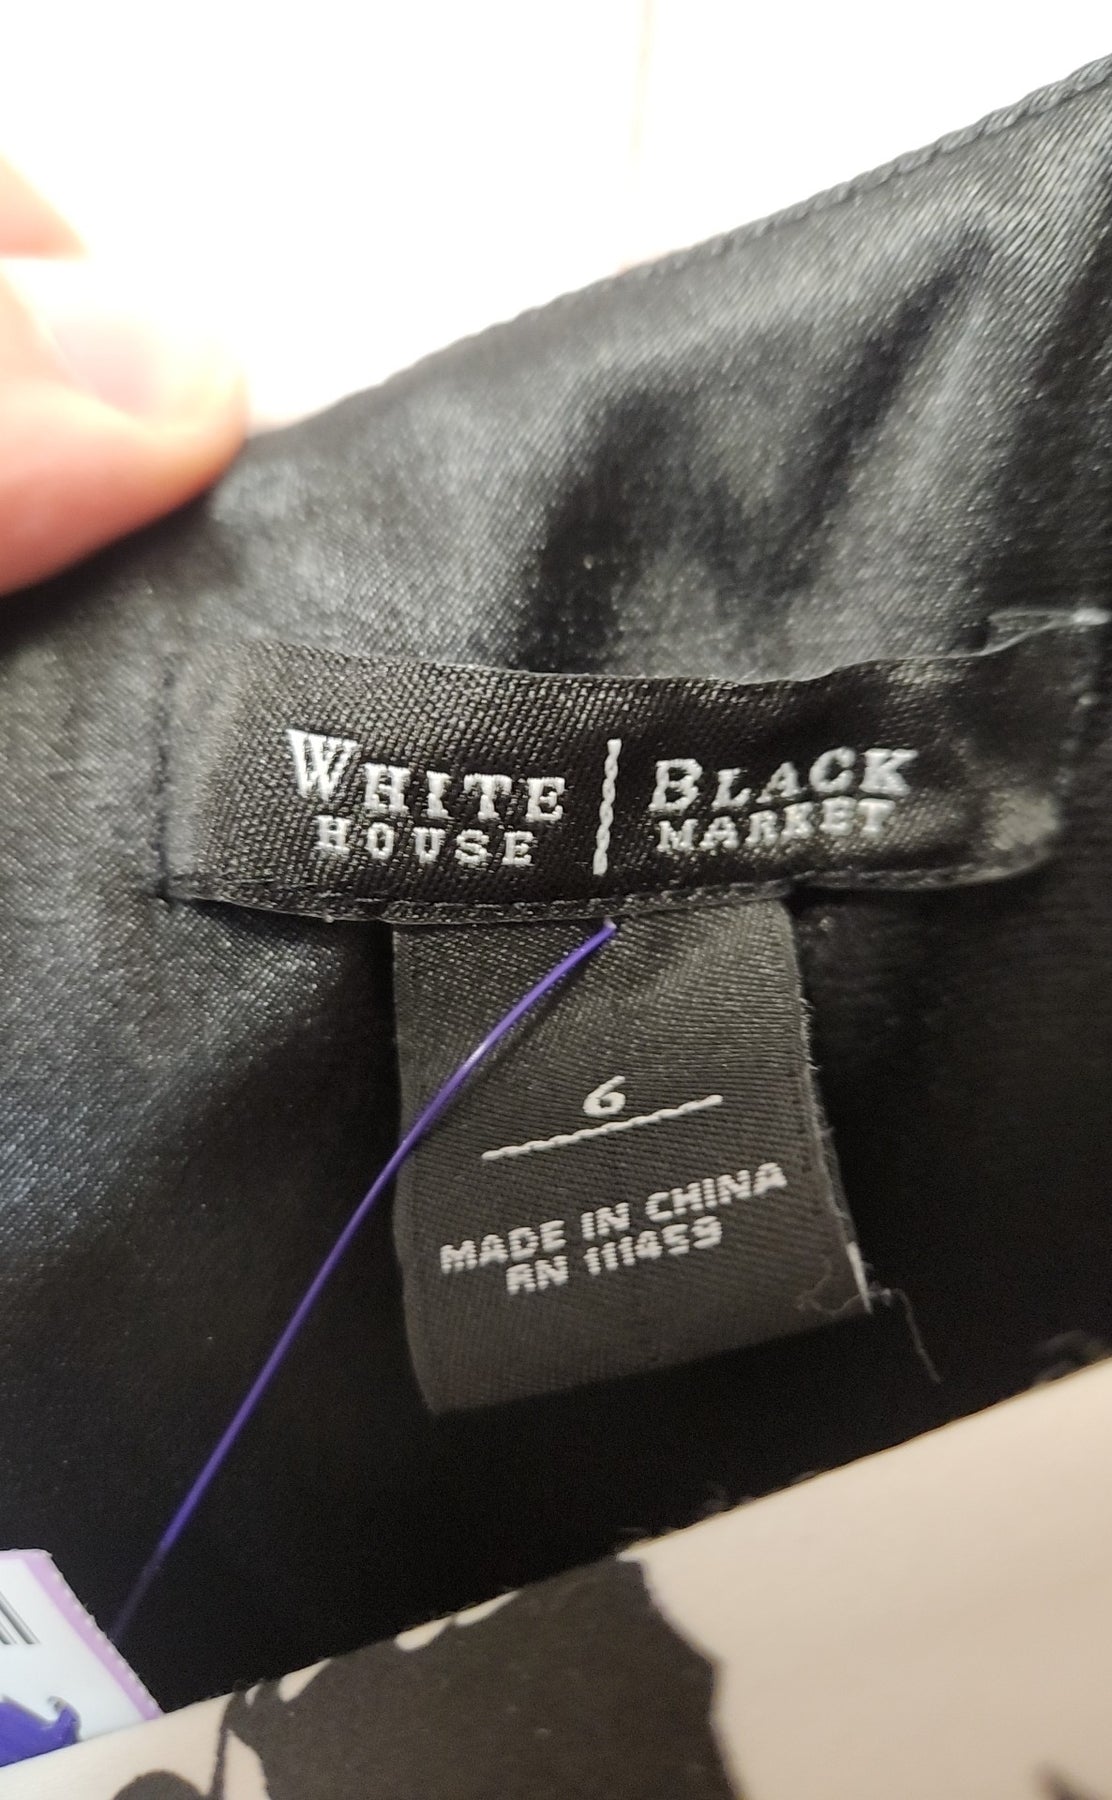 WHITE HOUSE | BLACK MARKET
6
MADE IN CHINA
RN 111459